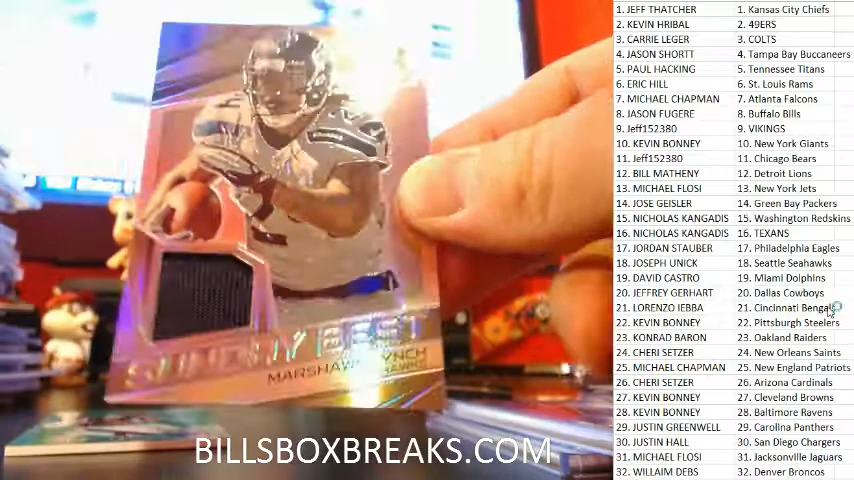 SUNDAY BEST
MARSHAWN LYNCH
BILLSBOXBREAKS.COM
1. JEFF THATCHER 1. Kansas City Chiefs
2. KEVIN HRIBAL 2. 49ERS
3. CARRIE LEGER 3. COLTS
4. JASON SHORTT 4. Tampa Bay Buccaneers
5. PAUL HACKING 5. Tennessee Titans
6. ERIC HILL 6. St. Louis Rams
7. MICHAEL CHAPMAN 7. Atlanta Falcons
8. JASON FUGERE 8. Buffalo Bills
9. Jeff152380 9. VIKINGS
10. KEVIN BONNEY 10. New York Giants
11. Jeff152380 11. Chicago Bears
12. BILL MATHENY 12. Detroit Lions
13. MICHAEL FLOSI 13. New York Jets
14. JOSE GEISLER 14. Green Bay Packers
15. NICHOLAS KANGADIS 15. Washington Redskins
16. NICHOLAS KANGADIS 16. TEXANS
17. JORDAN STAUBER 17. Philadelphia Eagles
18. JOSEPH UNICK 18. Seattle Seahawks
19. DAVID CASTRO 19. Miami Dolphins
20. JEFFREY GERHART 20. Dallas Cowboys
21. LORENZO IEBBA 21. Cincinnati Bengals
22. KEVIN BONNEY 22. Pittsburgh Steelers
23. KONRAD BARON 23. Oakland Raiders
24. CHERI SETZER 24. New Orleans Saints
25. MICHAEL CHAPMAN 25. New England Patriots
26. CHERI SETZER 26. Arizona Cardinals
27. KEVIN BONNEY 27. Cleveland Browns
28. KEVIN BONNEY 28. Baltimore Ravens
29. JUSTIN GREENWELL 29. Carolina Panthers
30. JUSTIN HALL 30. San Diego Chargers
31. MICHAEL FLOSI 31. Jacksonville Jaguars
32. WILLAIM DEBS 32. Denver Broncos